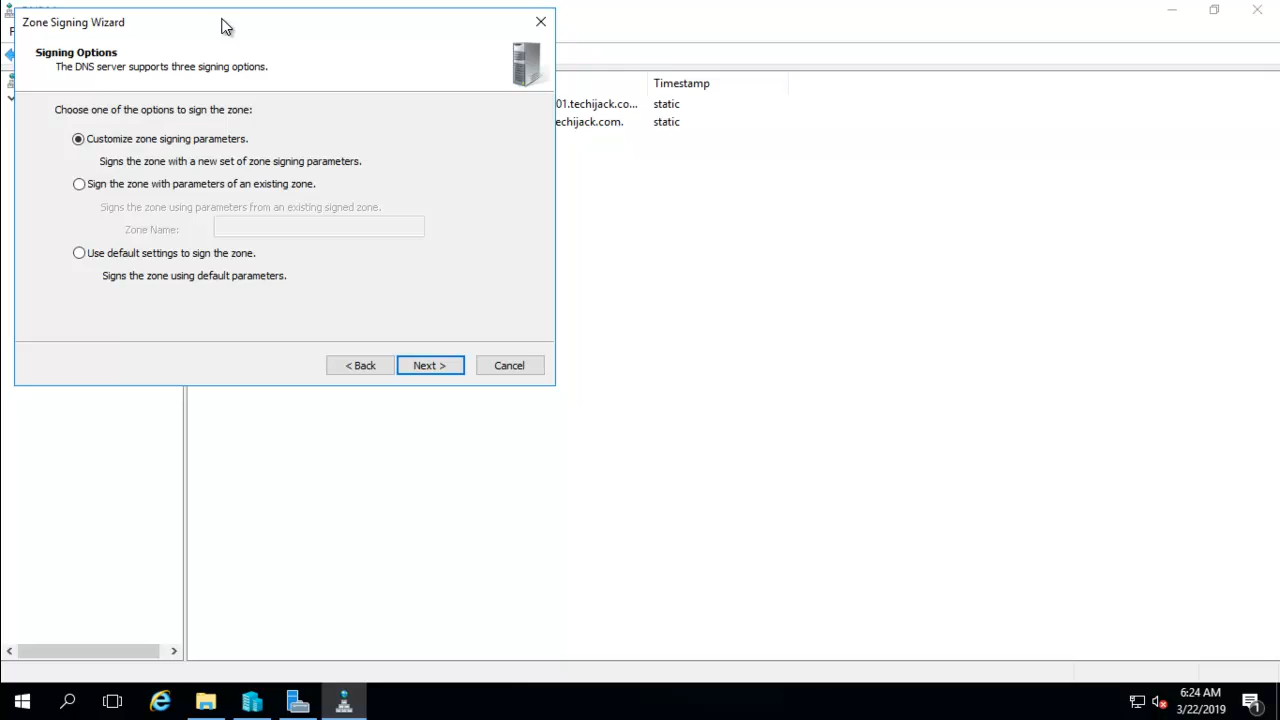 Zone Signing Wizard
Signing Options
The DNS server supports three signing options.
Choose one of the options to sign the zone:
Customize zone signing parameters.
Signs the zone with a new set of zone signing parameters.
Sign the zone with parameters of an existing zone.
Signs the zone using parameters from an existing signed zone.
Zone Name:
Use default settings to sign the zone.
Signs the zone using default parameters.
< Back
Next >
Cancel
Timestamp
01.techijack.co... static
echijack.com. static
6:24 AM
3/22/2019
1